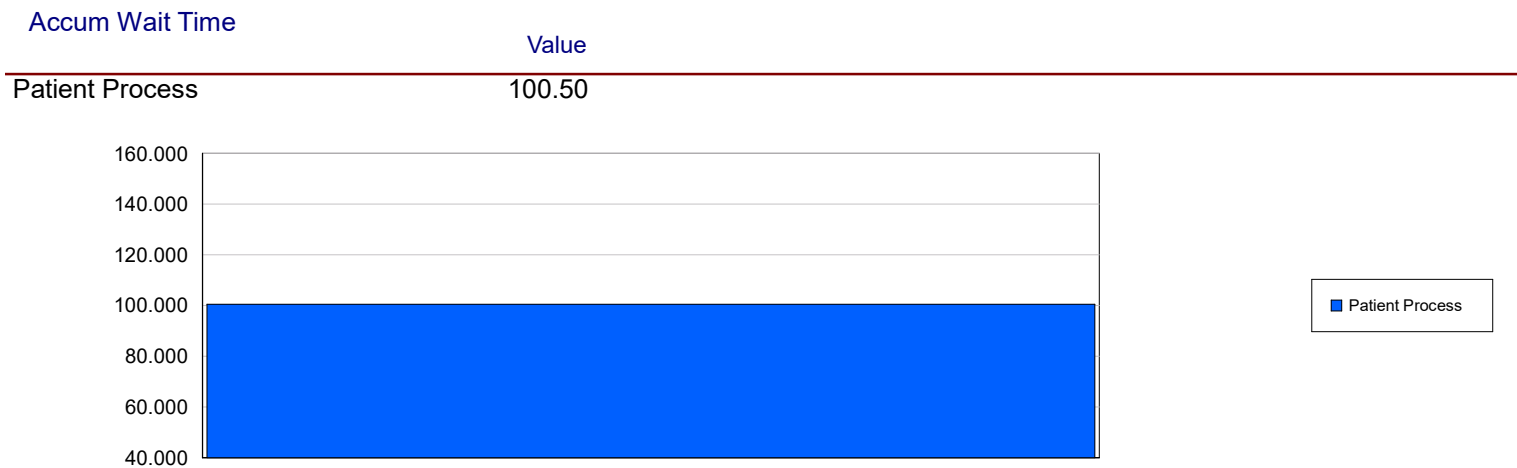 Accum Wait Time
Value
Patient Process 100.50
160.000
140.000
120.000
100.000
80.000
60.000
40.000
Patient Process